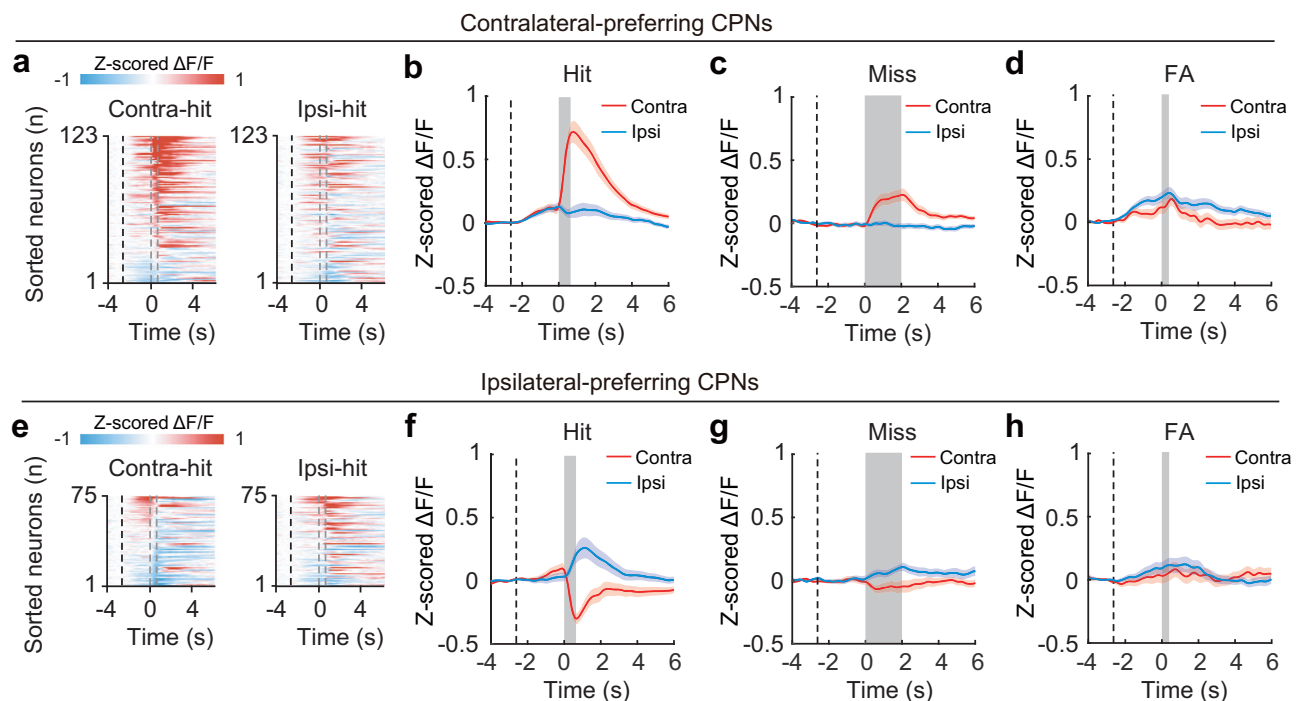 Contralateral-preferring CPNs
a
Z-scored ΔF/F
-1
1
Contra-hit
Ipsi-hit
Sorted neurons (n)
123
1
123
1
-4
0
4
-4
0
4
Time (s)
Time (s)
b
Hit
Contra
Ipsi
Z-scored ΔF/F
1
0.5
0
-0.5
-4 -2 0 2 4 6
Time (s)
c
Miss
Contra
Ipsi
Z-scored ΔF/F
1
0.5
0
-0.5
-4 -2 0 2 4 6
Time (s)
d
FA
Contra
Ipsi
Z-scored ΔF/F
1
0.5
0
-0.5
-4 -2 0 2 4 6
Time (s)
Ipsilateral-preferring CPNs
e
Z-scored ΔF/F
-1
1
Contra-hit
Ipsi-hit
Sorted neurons (n)
75
1
75
1
-4
0
4
-4
0
4
Time (s)
Time (s)
f
Hit
Contra
Ipsi
Z-scored ΔF/F
1
0.5
0
-0.5
-4 -2 0 2 4 6
Time (s)
g
Miss
Contra
Ipsi
Z-scored ΔF/F
1
0.5
0
-0.5
-4 -2 0 2 4 6
Time (s)
h
FA
Contra
Ipsi
Z-scored ΔF/F
1
0.5
0
-0.5
-4 -2 0 2 4 6
Time (s)